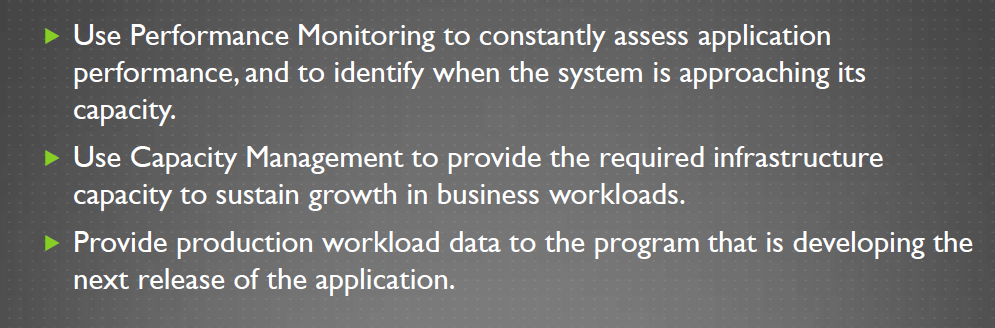 Use Performance Monitoring to constantly assess application
performance, and to identify when the system is approaching its
capacity.
Use Capacity Management to provide the required infrastructure
capacity to sustain growth in business workloads.
Provide production workload data to the program that is developing the
next release of the application.